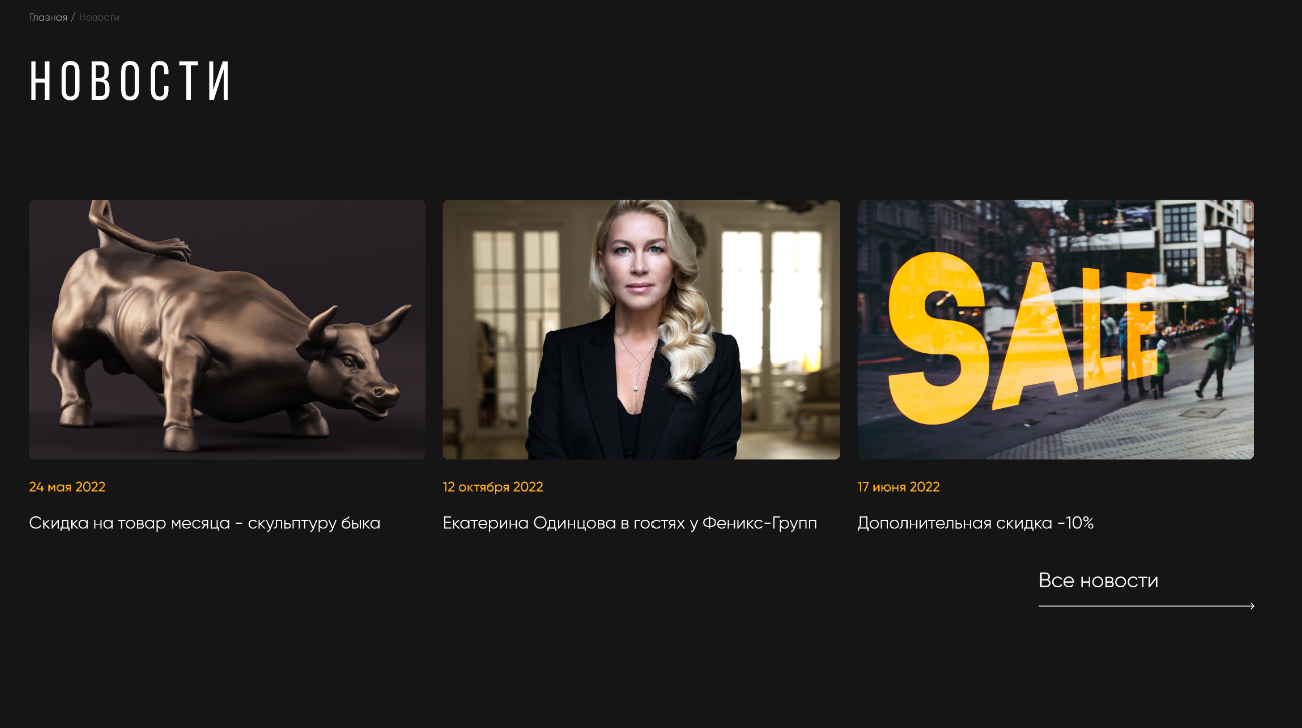 Главная / Новости
НОВОСТИ
SALE
24 мая 2022
Скидка на товар месяца - скульптуру быка
12 октября 2022
Екатерина Одинцова в гостях у Феникс-Групп
17 июня 2022
Дополнительная скидка -10%
Все новости